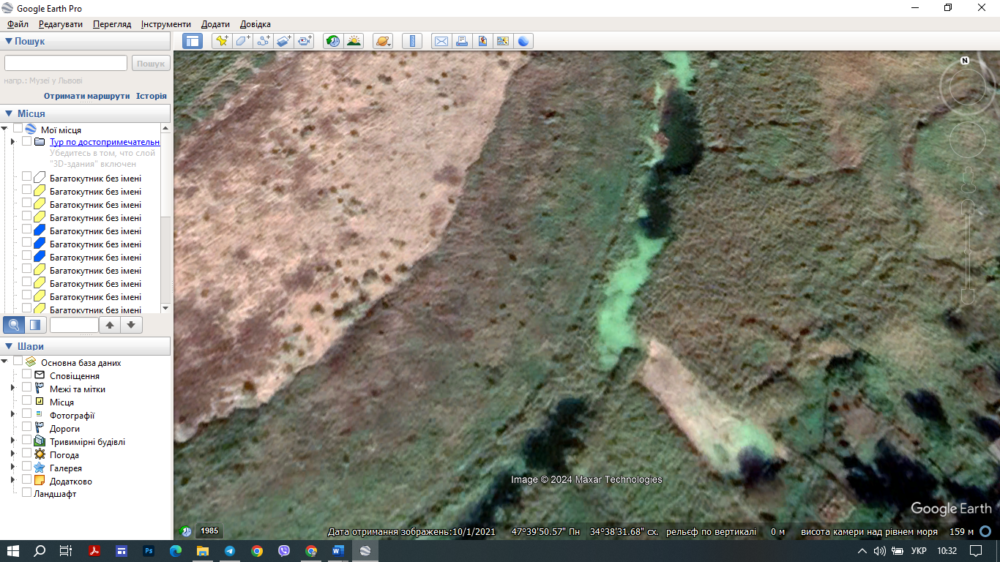 Google Earth Pro
Файл Редагувати Перегляд Інструменти Додати Довідка
Пошук
Пошук
напр.: Музеї у Львові
Отримати маршрути Історія
Місця
Мої місця
Тур по достопримечательн
Убедитесь в том, что слой
"3D-здания" включен
Багатокутник без імені
Багатокутник без імені
Багатокутник без імені
Багатокутник без імені
Багатокутник без імені
Багатокутник без імені
Багатокутник без імені
Багатокутник без імені
Багатокутник без імені
Багатокутник без імені
Багатокутник без імені
Шари
Основна база даних
Сповіщення
Межі та мітки
Місця
Фотографії
Дороги
Тривимірні будівлі
Погода
Галерея
Додатково
Ландшафт
N
Image © 2024 Maxar Technologies
Google Earth
1985
Дата отримання зображень:10/1/2021 47°39'50.57" Пн 34°38'31.68" сх. рельєф по вертикалі 0 м висота камери над рівнем моря 159 м
УКР 10:32